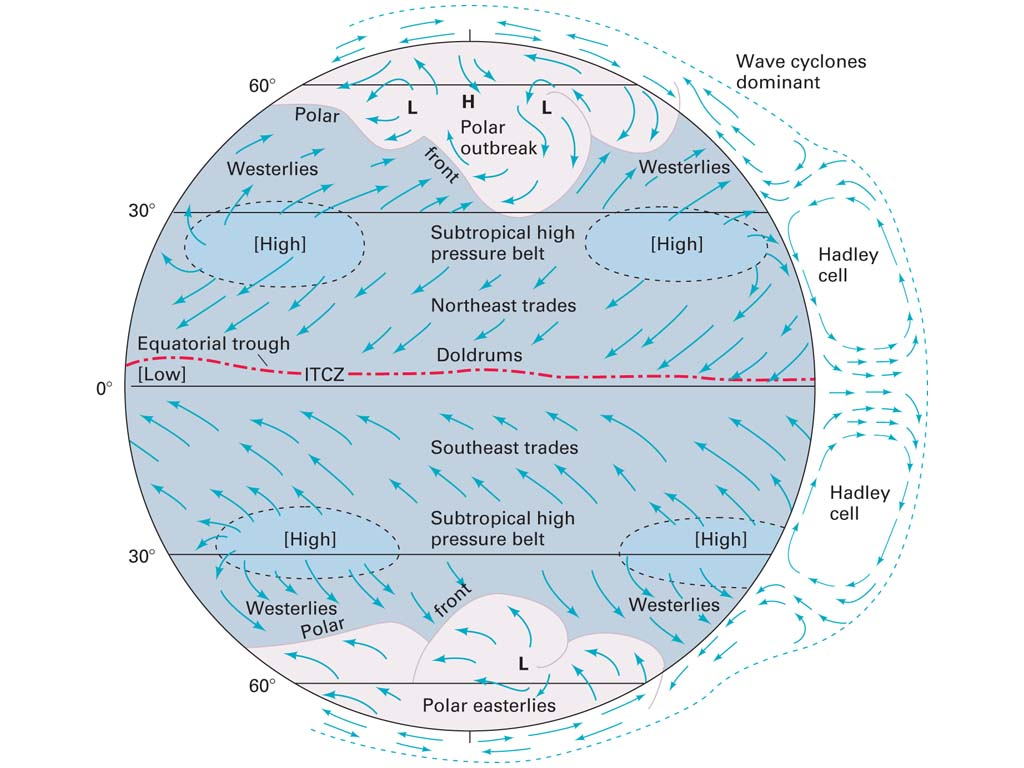 Wave cyclones
dominant
60°
L
H
L
Polar
Polar
outbreak
front
Westerlies
Westerlies
30°
[High]
Subtropical high
pressure belt
[High]
Hadley
cell
Northeast trades
Equatorial trough
Doldrums
[Low]
ITCZ
0°
Southeast trades
Hadley
cell
Subtropical high
pressure belt
[High]
[High]
30°
Westerlies
Polar
front
Westerlies
L
60°
Polar easterlies